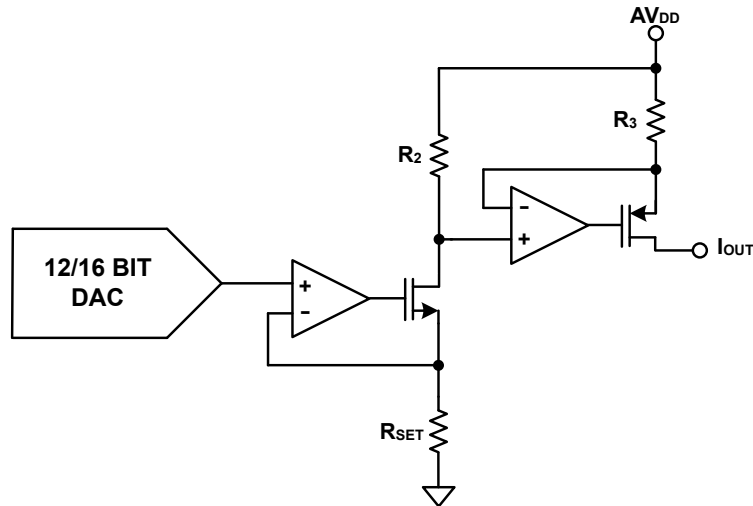 AVDD
R3
R2
12/16 BIT
DAC
+
-
-
+
IOUT
RSET